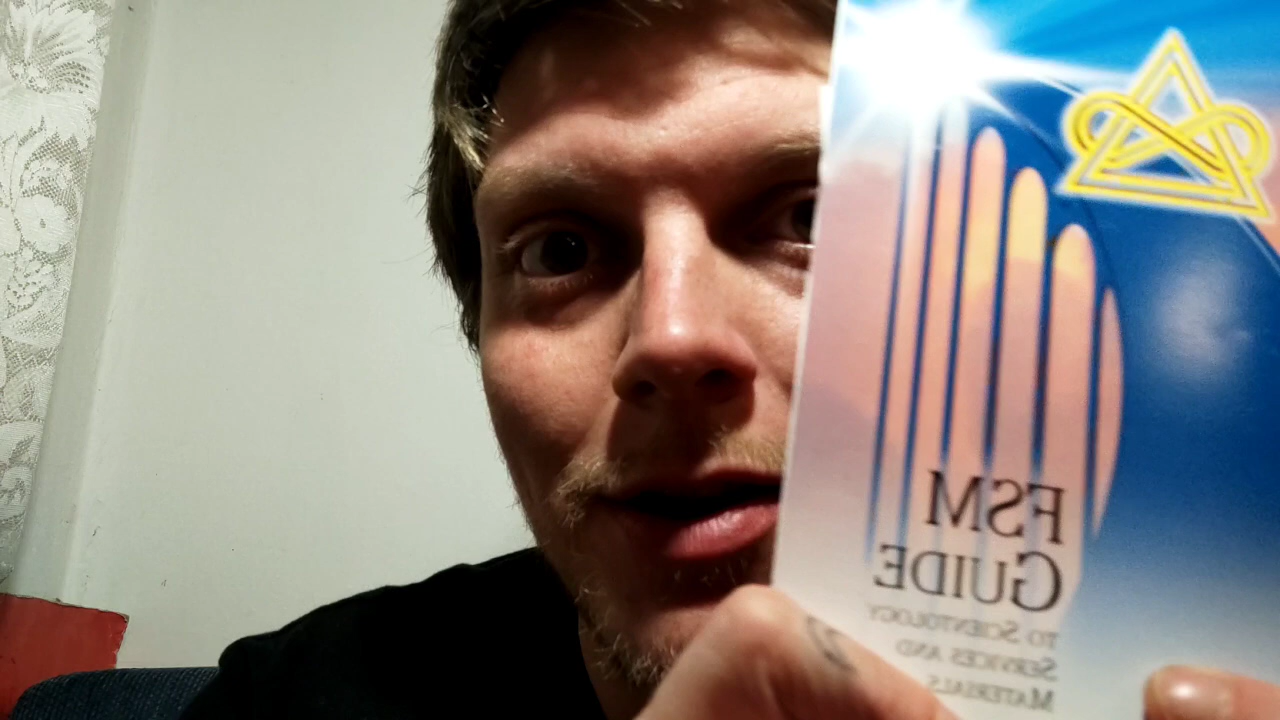 FSM
GUIDE
TO SCIENTOLOGY
SERVICES AND
MATERIALS